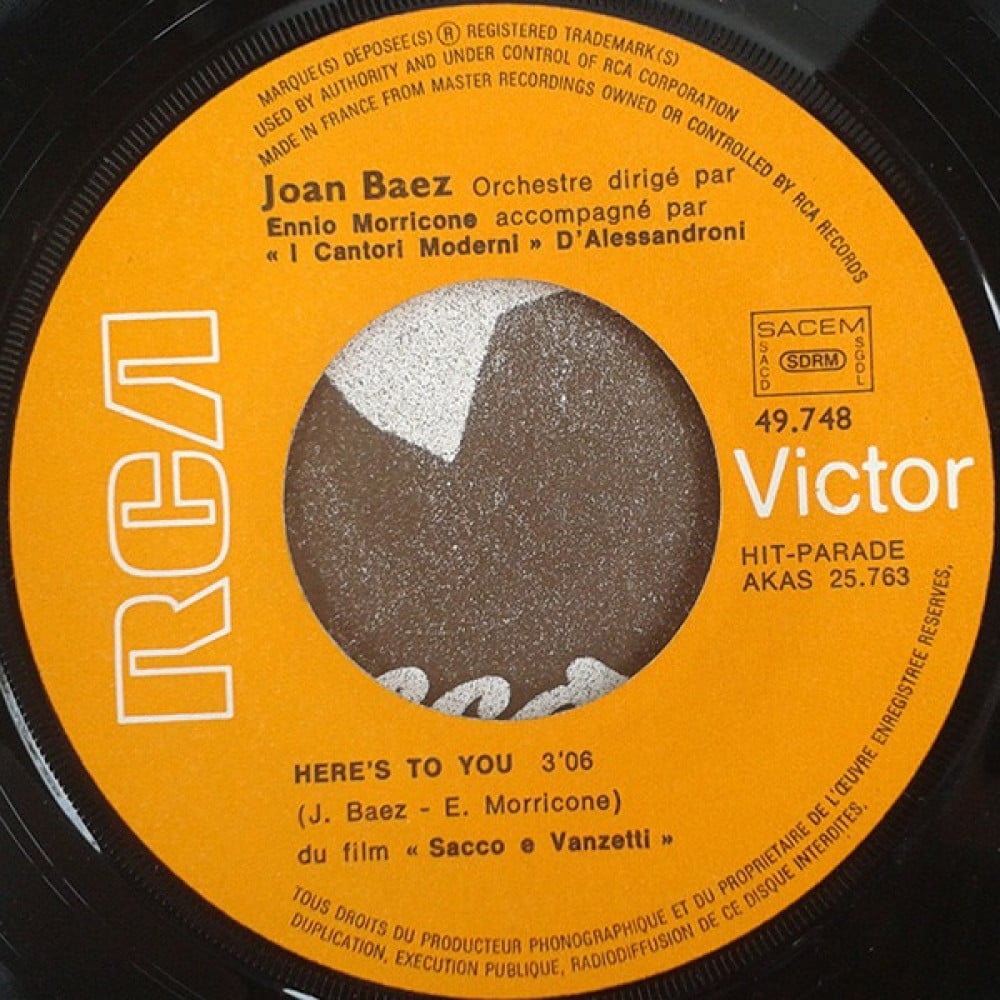 MARQUE(S) DEPOSEE(S) ® REGISTERED TRADEMARK(S)
USED BY AUTHORITY AND UNDER CONTROL OF RCA CORPORATION
MADE IN FRANCE FROM MASTER RECORDINGS OWNED OR CONTROLLED BY RCA RECORDS
Joan Baez Orchestre dirigé par
Ennio Morricone accompagné par
« I Cantori Moderni » D'Alessandroni
RCA
SACEM
SACD
SDRM
SGDL
49.748
Victor
HIT-PARADE
AKAS 25.763
HERE'S TO YOU 3'06
(J. Baez - E. Morricone)
du film « Sacco e Vanzetti »
TOUS DROITS DU PRODUCTEUR PHONOGRAPHIQUE ET DU PROPRIETAIRE DE L'ŒUVRE ENREGISTREE RESERVES,
DUPLICATION, EXECUTION PUBLIQUE, RADIODIFFUSION DE CE DISQUE INTERDITES.